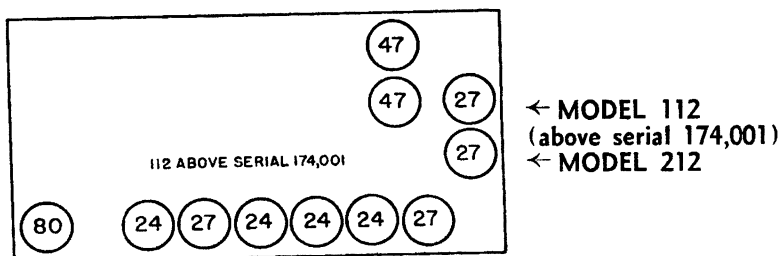 47
47 27 ← MODEL 112
(above serial 174,001)
27 ← MODEL 212
112 ABOVE SERIAL 174,001
80 24 27 24 24 24 27